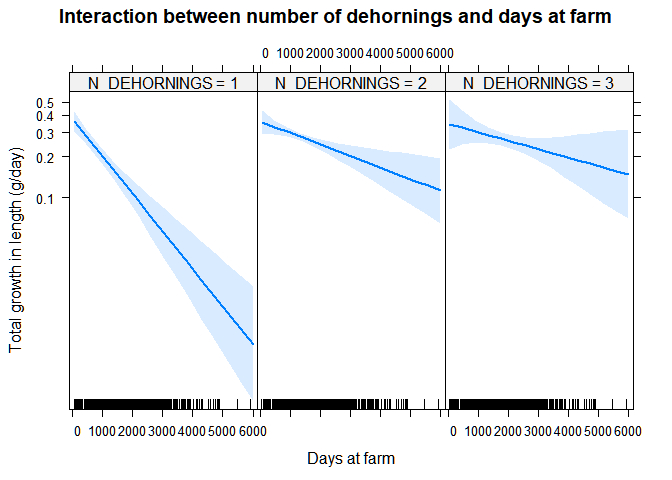 Interaction between number of dehornings and days at farm
0 1000 2000 3000 4000 5000 6000
N_DEHORNINGS = 1 N_DEHORNINGS = 2 N_DEHORNINGS = 3
0.5
0.4
0.3
0.2
0.1
Total growth in length (g/day)
0 1000 2000 3000 4000 5000 6000 0 1000 2000 3000 4000 5000 6000
Days at farm